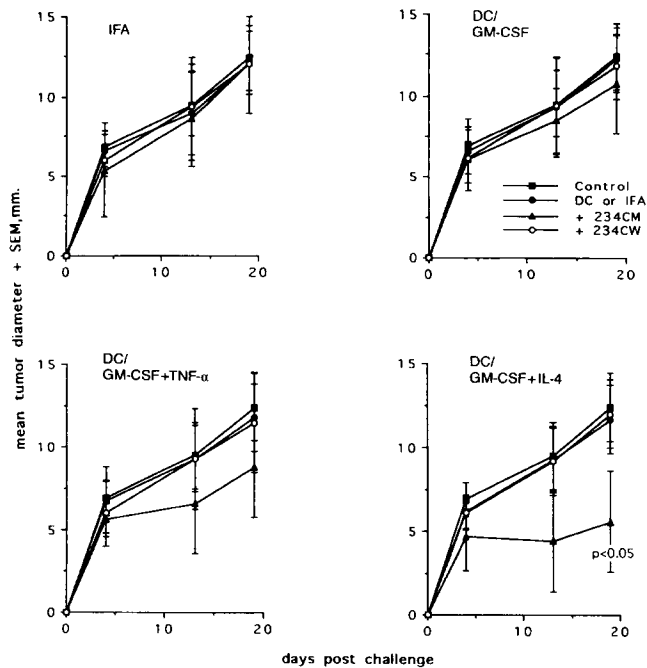 IFA
15
10
5
0
0
10
20
DC/
GM-CSF
15
10
5
0
0
10
20
Control
DC or IFA
+ 234CM
+ 234CW
mean tumor diameter + SEM,mm.
DC/
GM-CSF+TNF-α
15
10
5
0
0
10
20
DC/
GM-CSF+IL-4
15
10
5
0
0
10
20
p<0.05
days post challenge